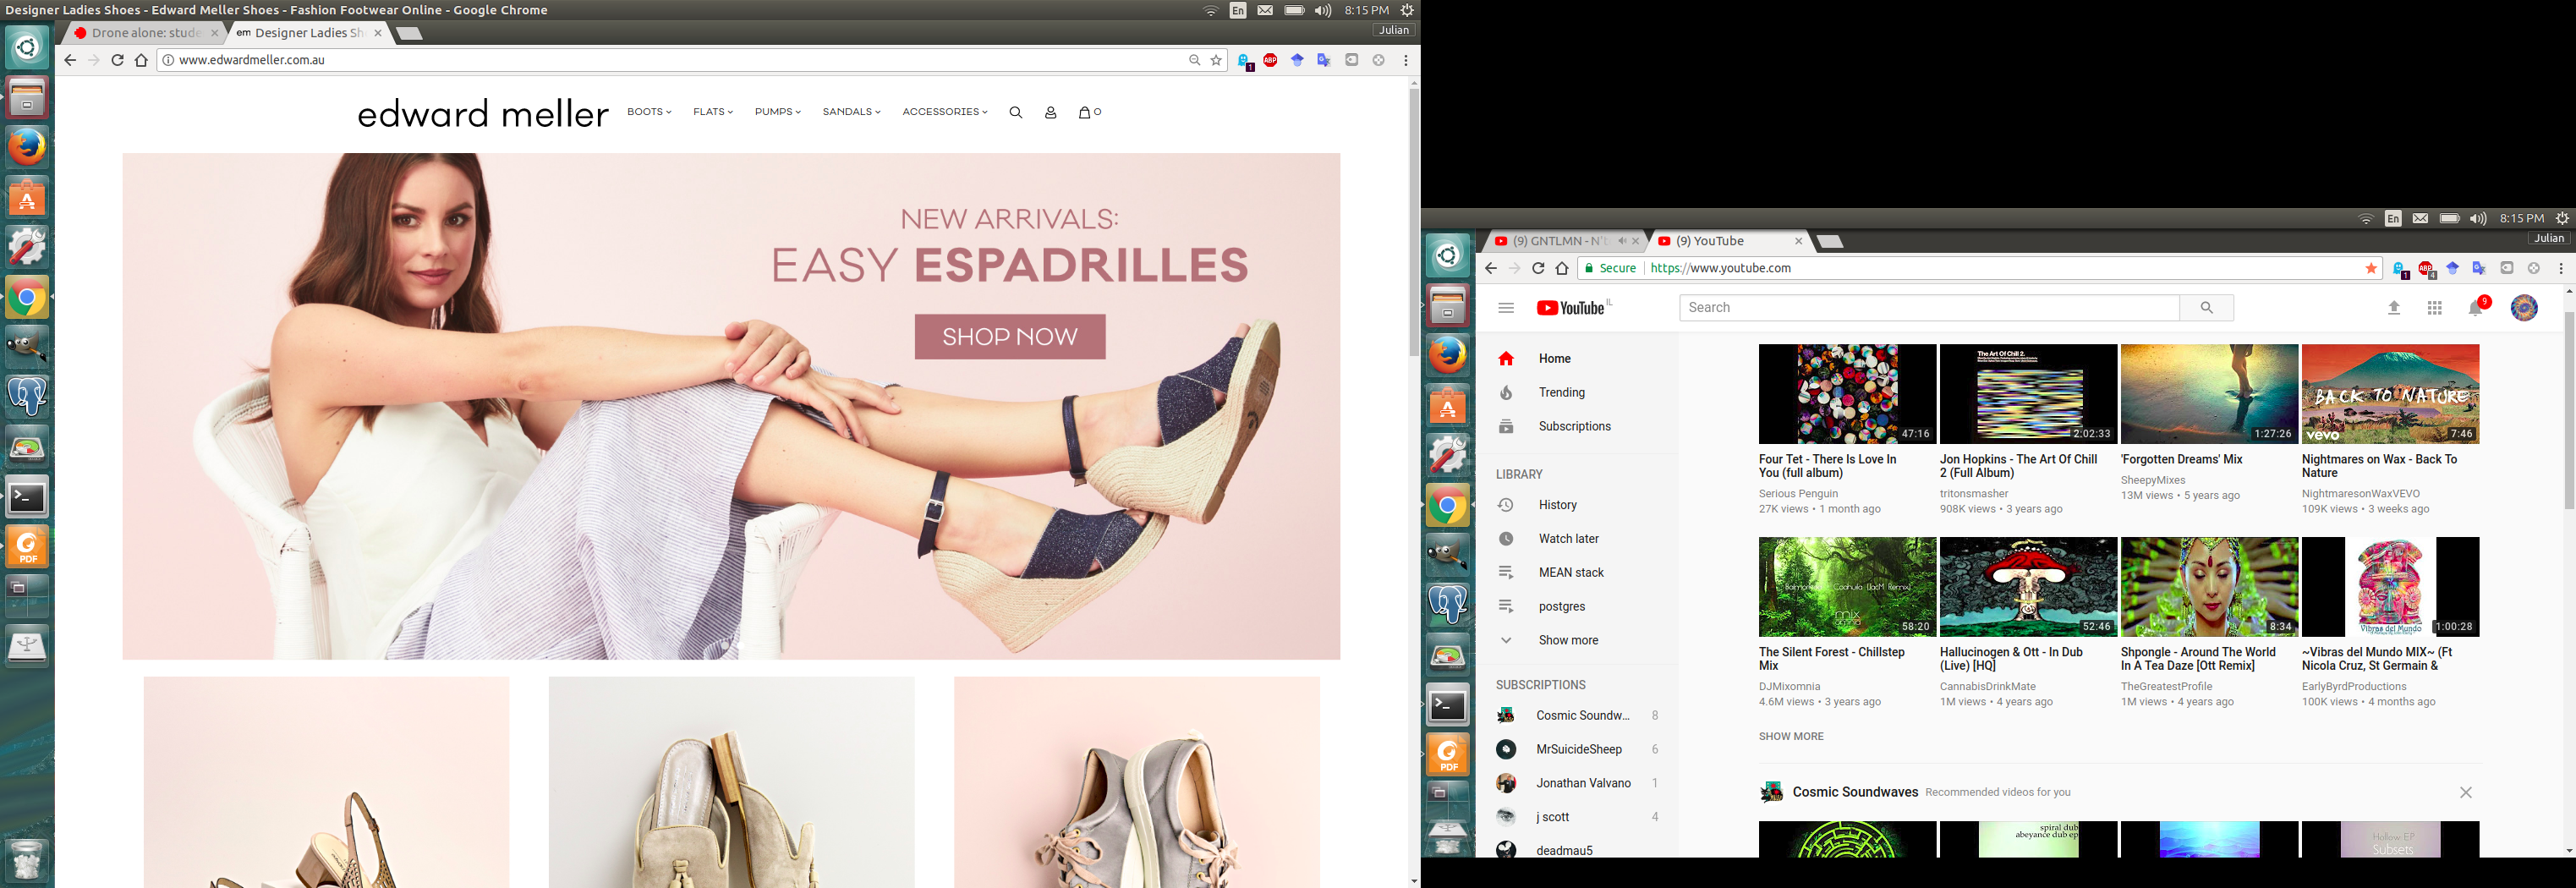 Designer Ladies Shoes - Edward Meller Shoes - Fashion Footwear Online - Google Chrome
En
8:15 PM
Drone alone: stude
em Designer Ladies Sh
Julian
www.edwardmeller.com.au
1
ABP
edward meller
BOOTS
FLATS
PUMPS
SANDALS
ACCESSORIES
0
NEW ARRIVALS:
EASY ESPADRILLES
SHOP NOW
PDF
En
8:15 PM
(9) GNTLMN - N'
(9) YouTube
Julian
Secure
https://www.youtube.com
1
ABP
4
YouTube IL
Search
9
Home
Trending
Subscriptions
LIBRARY
History
Watch later
MEAN stack
postgres
Show more
SUBSCRIPTIONS
Cosmic Soundw... 8
MrSuicideSheep 6
Jonathan Valvano 1
j scott 4
deadmau5
PDF
47:16
The Art Of Chill 2.
2:02:33
1:27:26
BACK TO NATURE
vevo
7:46
Four Tet - There Is Love In
You (full album)
Serious Penguin
27K views • 1 month ago
Jon Hopkins - The Art Of Chill
2 (Full Album)
tritonsmasher
908K views • 3 years ago
'Forgotten Dreams' Mix
SheepyMixes
13M views • 5 years ago
Nightmares on Wax - Back To
Nature
NightmaresonWaxVEVO
109K views • 3 weeks ago
58:20
52:46
8:34
Vibras del Mundo
1:00:28
The Silent Forest - Chillstep
Mix
DJMixomnia
4.6M views • 3 years ago
Hallucinogen & Ott - In Dub
(Live) [HQ]
CannabisDrinkMate
1M views • 4 years ago
Shpongle - Around The World
In A Tea Daze [Ott Remix]
TheGreatestProfile
1M views • 4 years ago
~Vibras del Mundo MIX~ (Ft
Nicola Cruz, St Germain &
EarlyByrdProductions
100K views • 4 months ago
SHOW MORE
Cosmic Soundwaves Recommended videos for you
spiral dub
abeyance dub ep
Hollow EP
Subsets